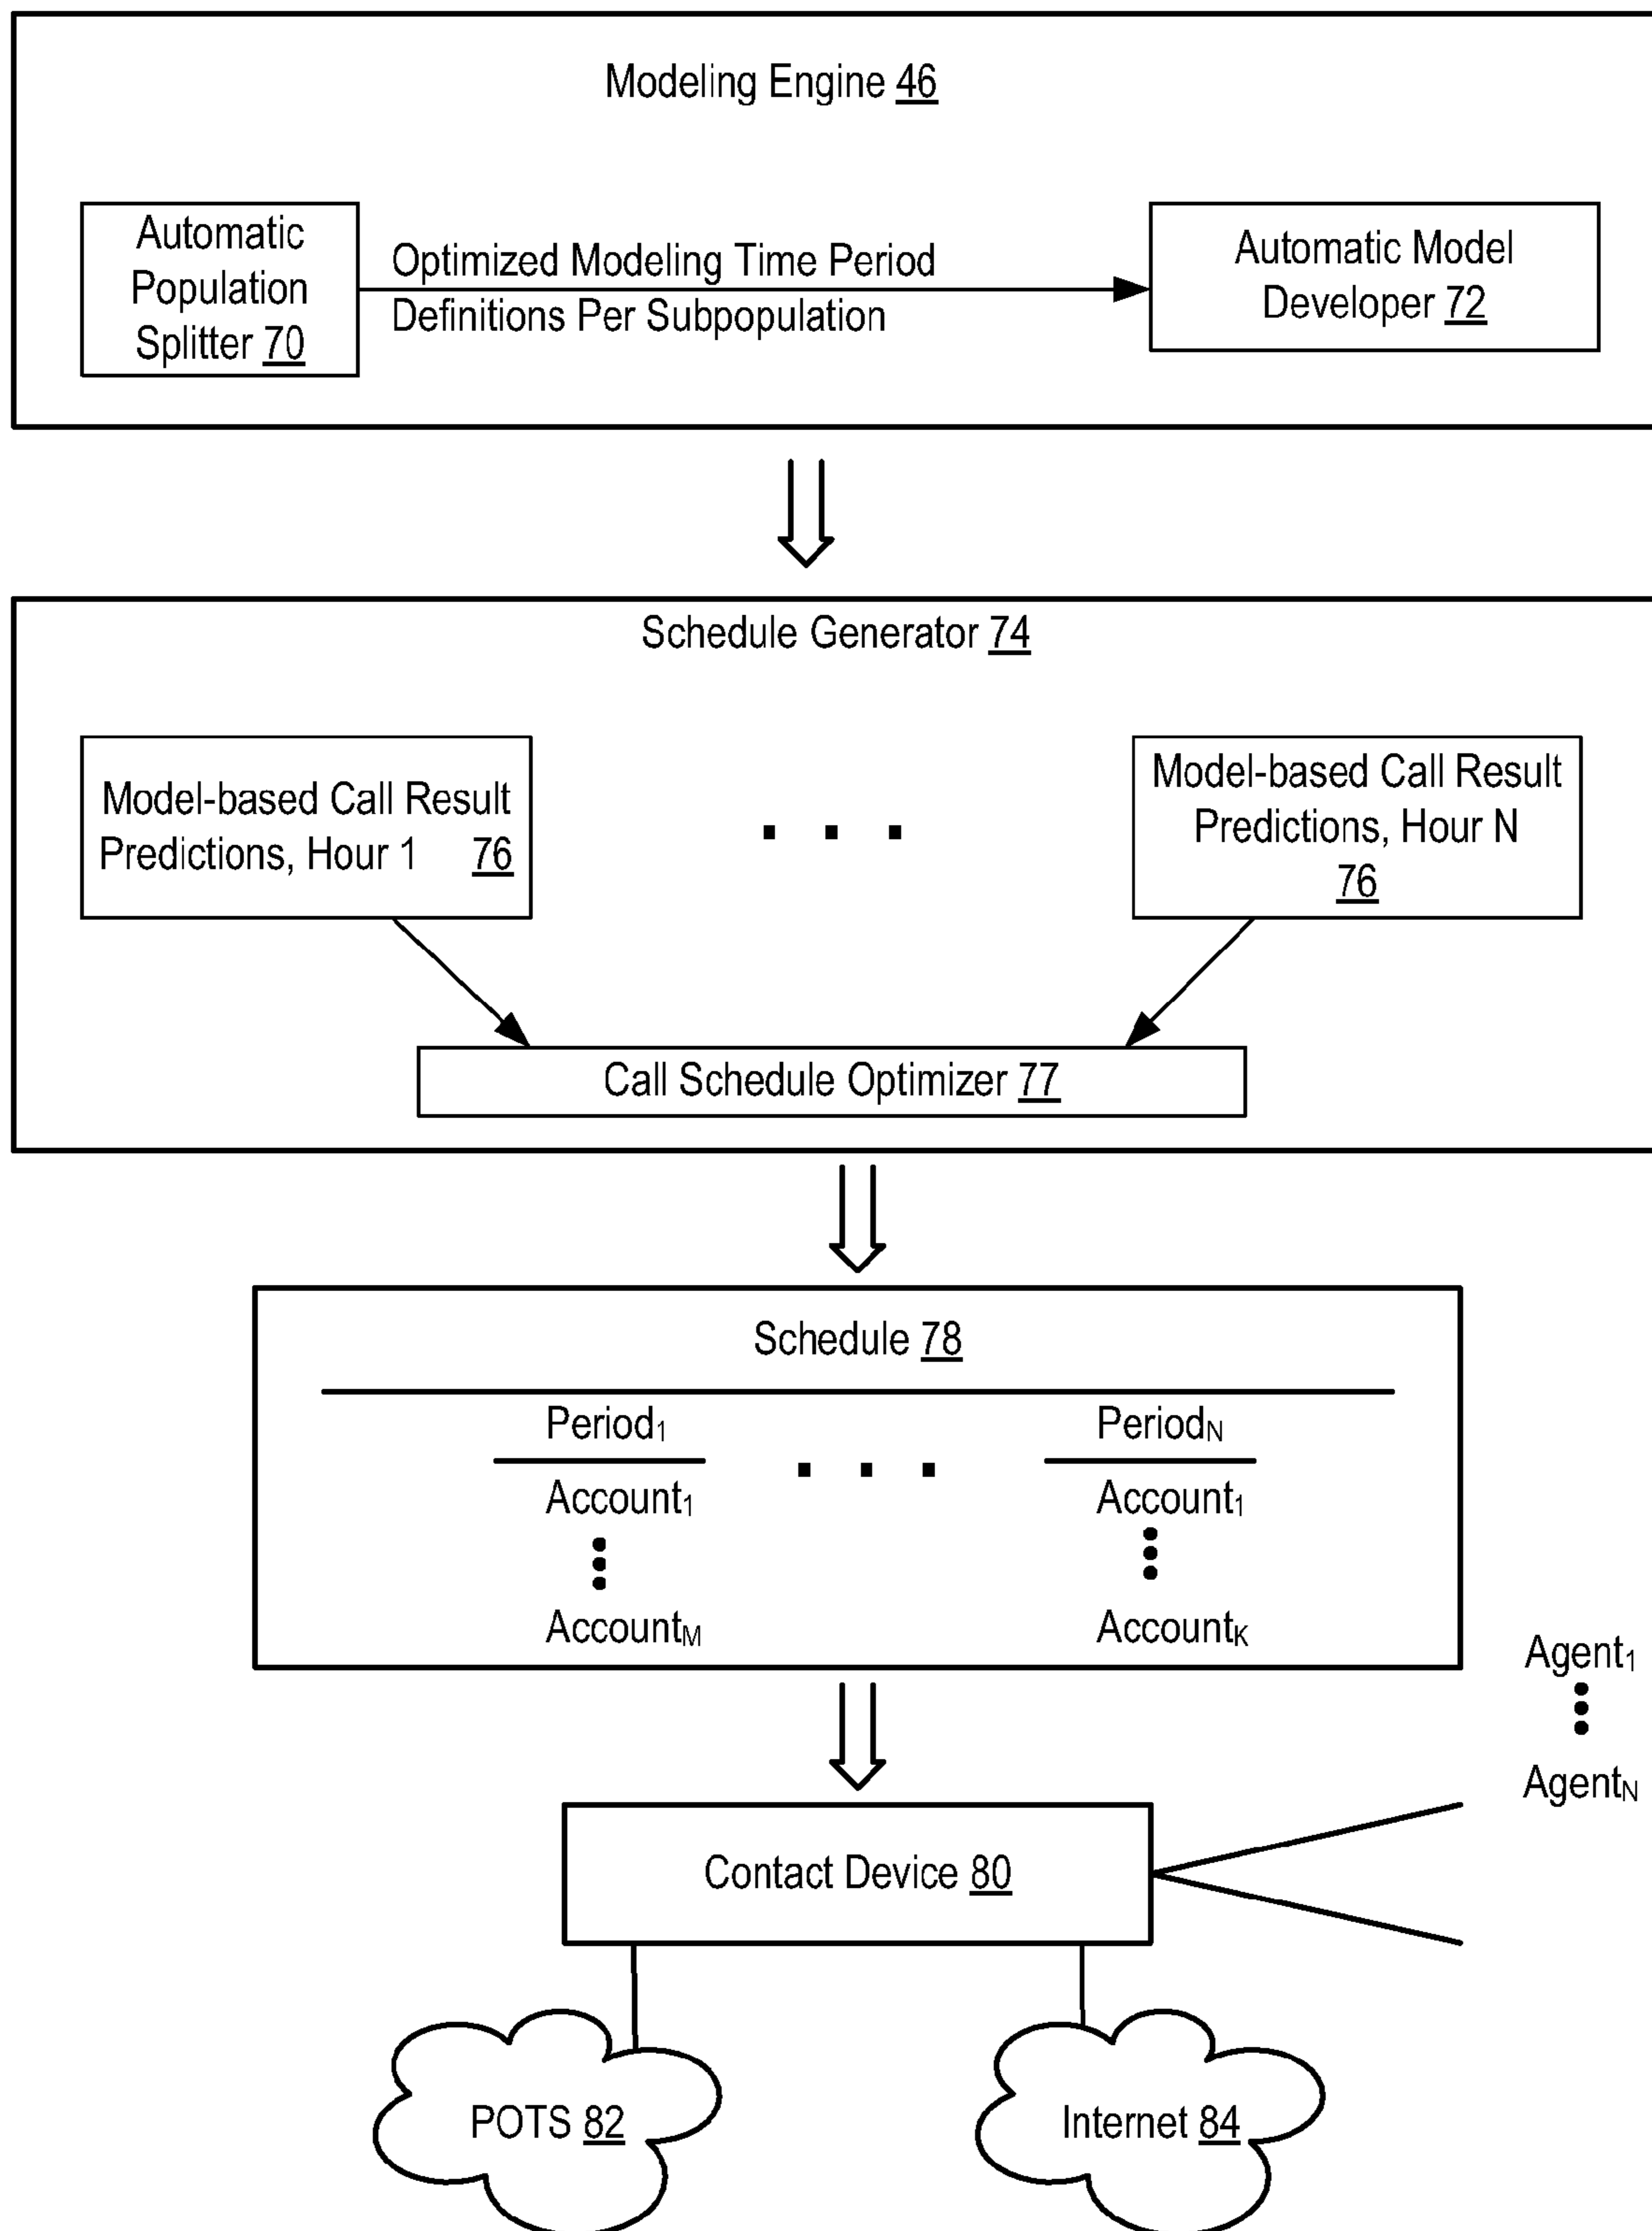 Modeling Engine 46
Automatic
Population
Splitter 70
Optimized Modeling Time Period
Definitions Per Subpopulation
Automatic Model
Developer 72
Schedule Generator 74
Model-based Call Result
Predictions, Hour 1 76
Model-based Call Result
Predictions, Hour N
76
Call Schedule Optimizer 77
Schedule 78
Period1
PeriodN
Account1
Account1
AccountM
AccountK
Agent1
AgentN
Contact Device 80
POTS 82
Internet 84